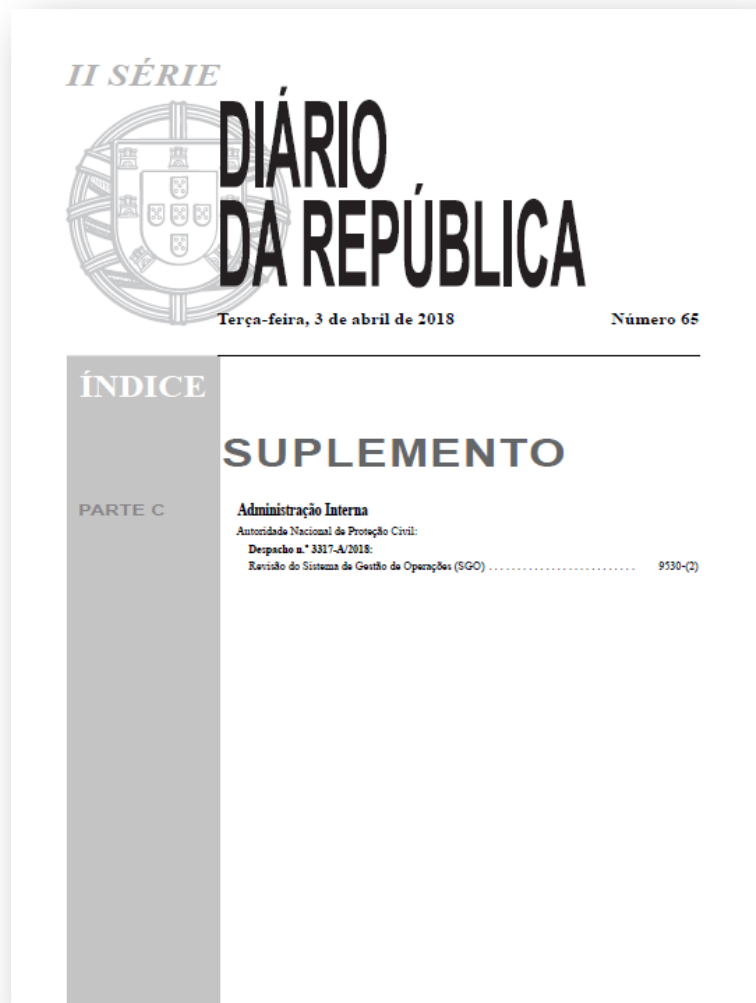 II SÉRIE
DIÁRIO
DA REPÚBLICA
Terça-feira, 3 de abril de 2018 Número 65
ÍNDICE
SUPLEMENTO
PARTE C
Administração Interna
Autoridade Nacional de Proteção Civil:
Despacho n.º 3317-A/2018:
Revisão do Sistema de Gestão de Operações (SGO) . . . . . . . . . . . . . . . . . . . . . . . . . . 9530-(2)